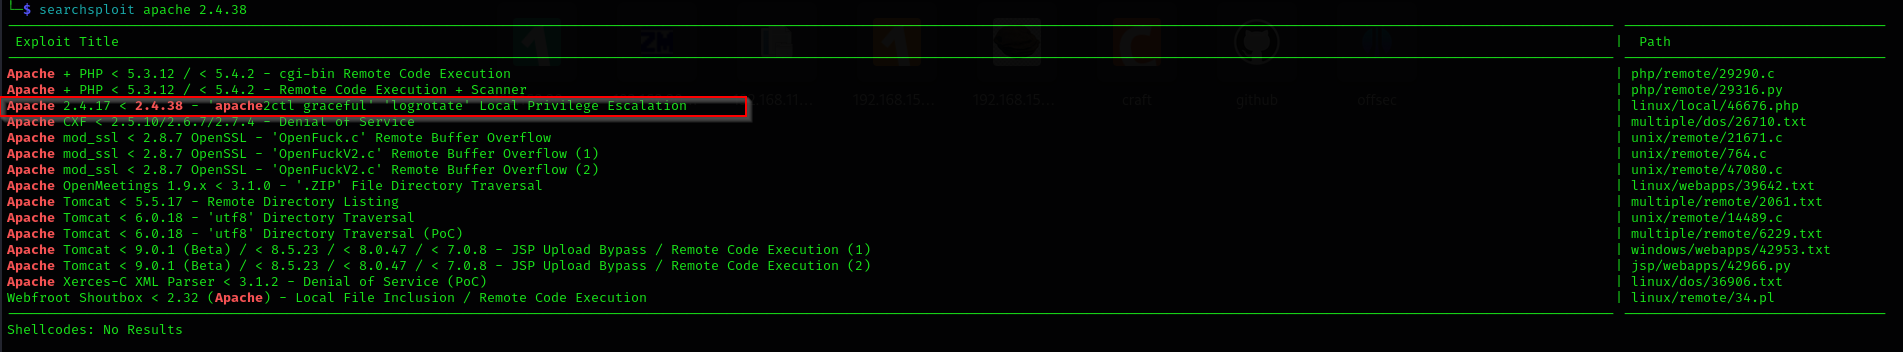 └─$ searchsploit apache 2.4.38
Exploit Title | Path
Apache + PHP < 5.3.12 / < 5.4.2 - cgi-bin Remote Code Execution | php/remote/29290.c
Apache + PHP < 5.3.12 / < 5.4.2 - Remote Code Execution + Scanner | php/remote/29316.py
Apache 2.4.17 < 2.4.38 - 'apache2ctl graceful' 'logrotate' Local Privilege Escalation | linux/local/46676.php
Apache CXF < 2.5.10/2.6.7/2.7.4 - Denial of Service | multiple/dos/26710.txt
Apache mod_ssl < 2.8.7 OpenSSL - 'OpenFuck.c' Remote Buffer Overflow | unix/remote/21671.c
Apache mod_ssl < 2.8.7 OpenSSL - 'OpenFuckV2.c' Remote Buffer Overflow (1) | unix/remote/764.c
Apache mod_ssl < 2.8.7 OpenSSL - 'OpenFuckV2.c' Remote Buffer Overflow (2) | unix/remote/47080.c
Apache OpenMeetings 1.9.x < 3.1.0 - '.ZIP' File Directory Traversal | linux/webapps/39642.txt
Apache Tomcat < 5.5.17 - Remote Directory Listing | multiple/remote/2061.txt
Apache Tomcat < 6.0.18 - 'utf8' Directory Traversal | unix/remote/14489.c
Apache Tomcat < 6.0.18 - 'utf8' Directory Traversal (PoC) | multiple/remote/6229.txt
Apache Tomcat < 9.0.1 (Beta) / < 8.5.23 / < 8.0.47 / < 7.0.8 - JSP Upload Bypass / Remote Code Execution (1) | windows/webapps/42953.txt
Apache Tomcat < 9.0.1 (Beta) / < 8.5.23 / < 8.0.47 / < 7.0.8 - JSP Upload Bypass / Remote Code Execution (2) | jsp/webapps/42966.py
Apache Xerces-C XML Parser < 3.1.2 - Denial of Service (PoC) | linux/dos/36906.txt
Webfroot Shoutbox < 2.32 (Apache) - Local File Inclusion / Remote Code Execution | linux/remote/34.pl
Shellcodes: No Results
192.168.15... 192.168.15... craft github offsec